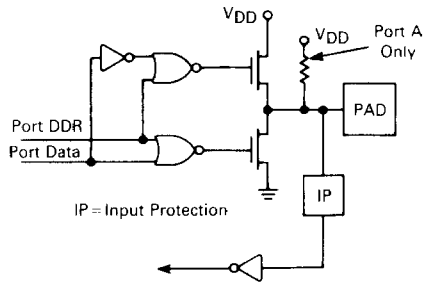 VDD
VDD
Port A
Only
PAD
Port DDR
Port Data
IP
IP=Input Protection